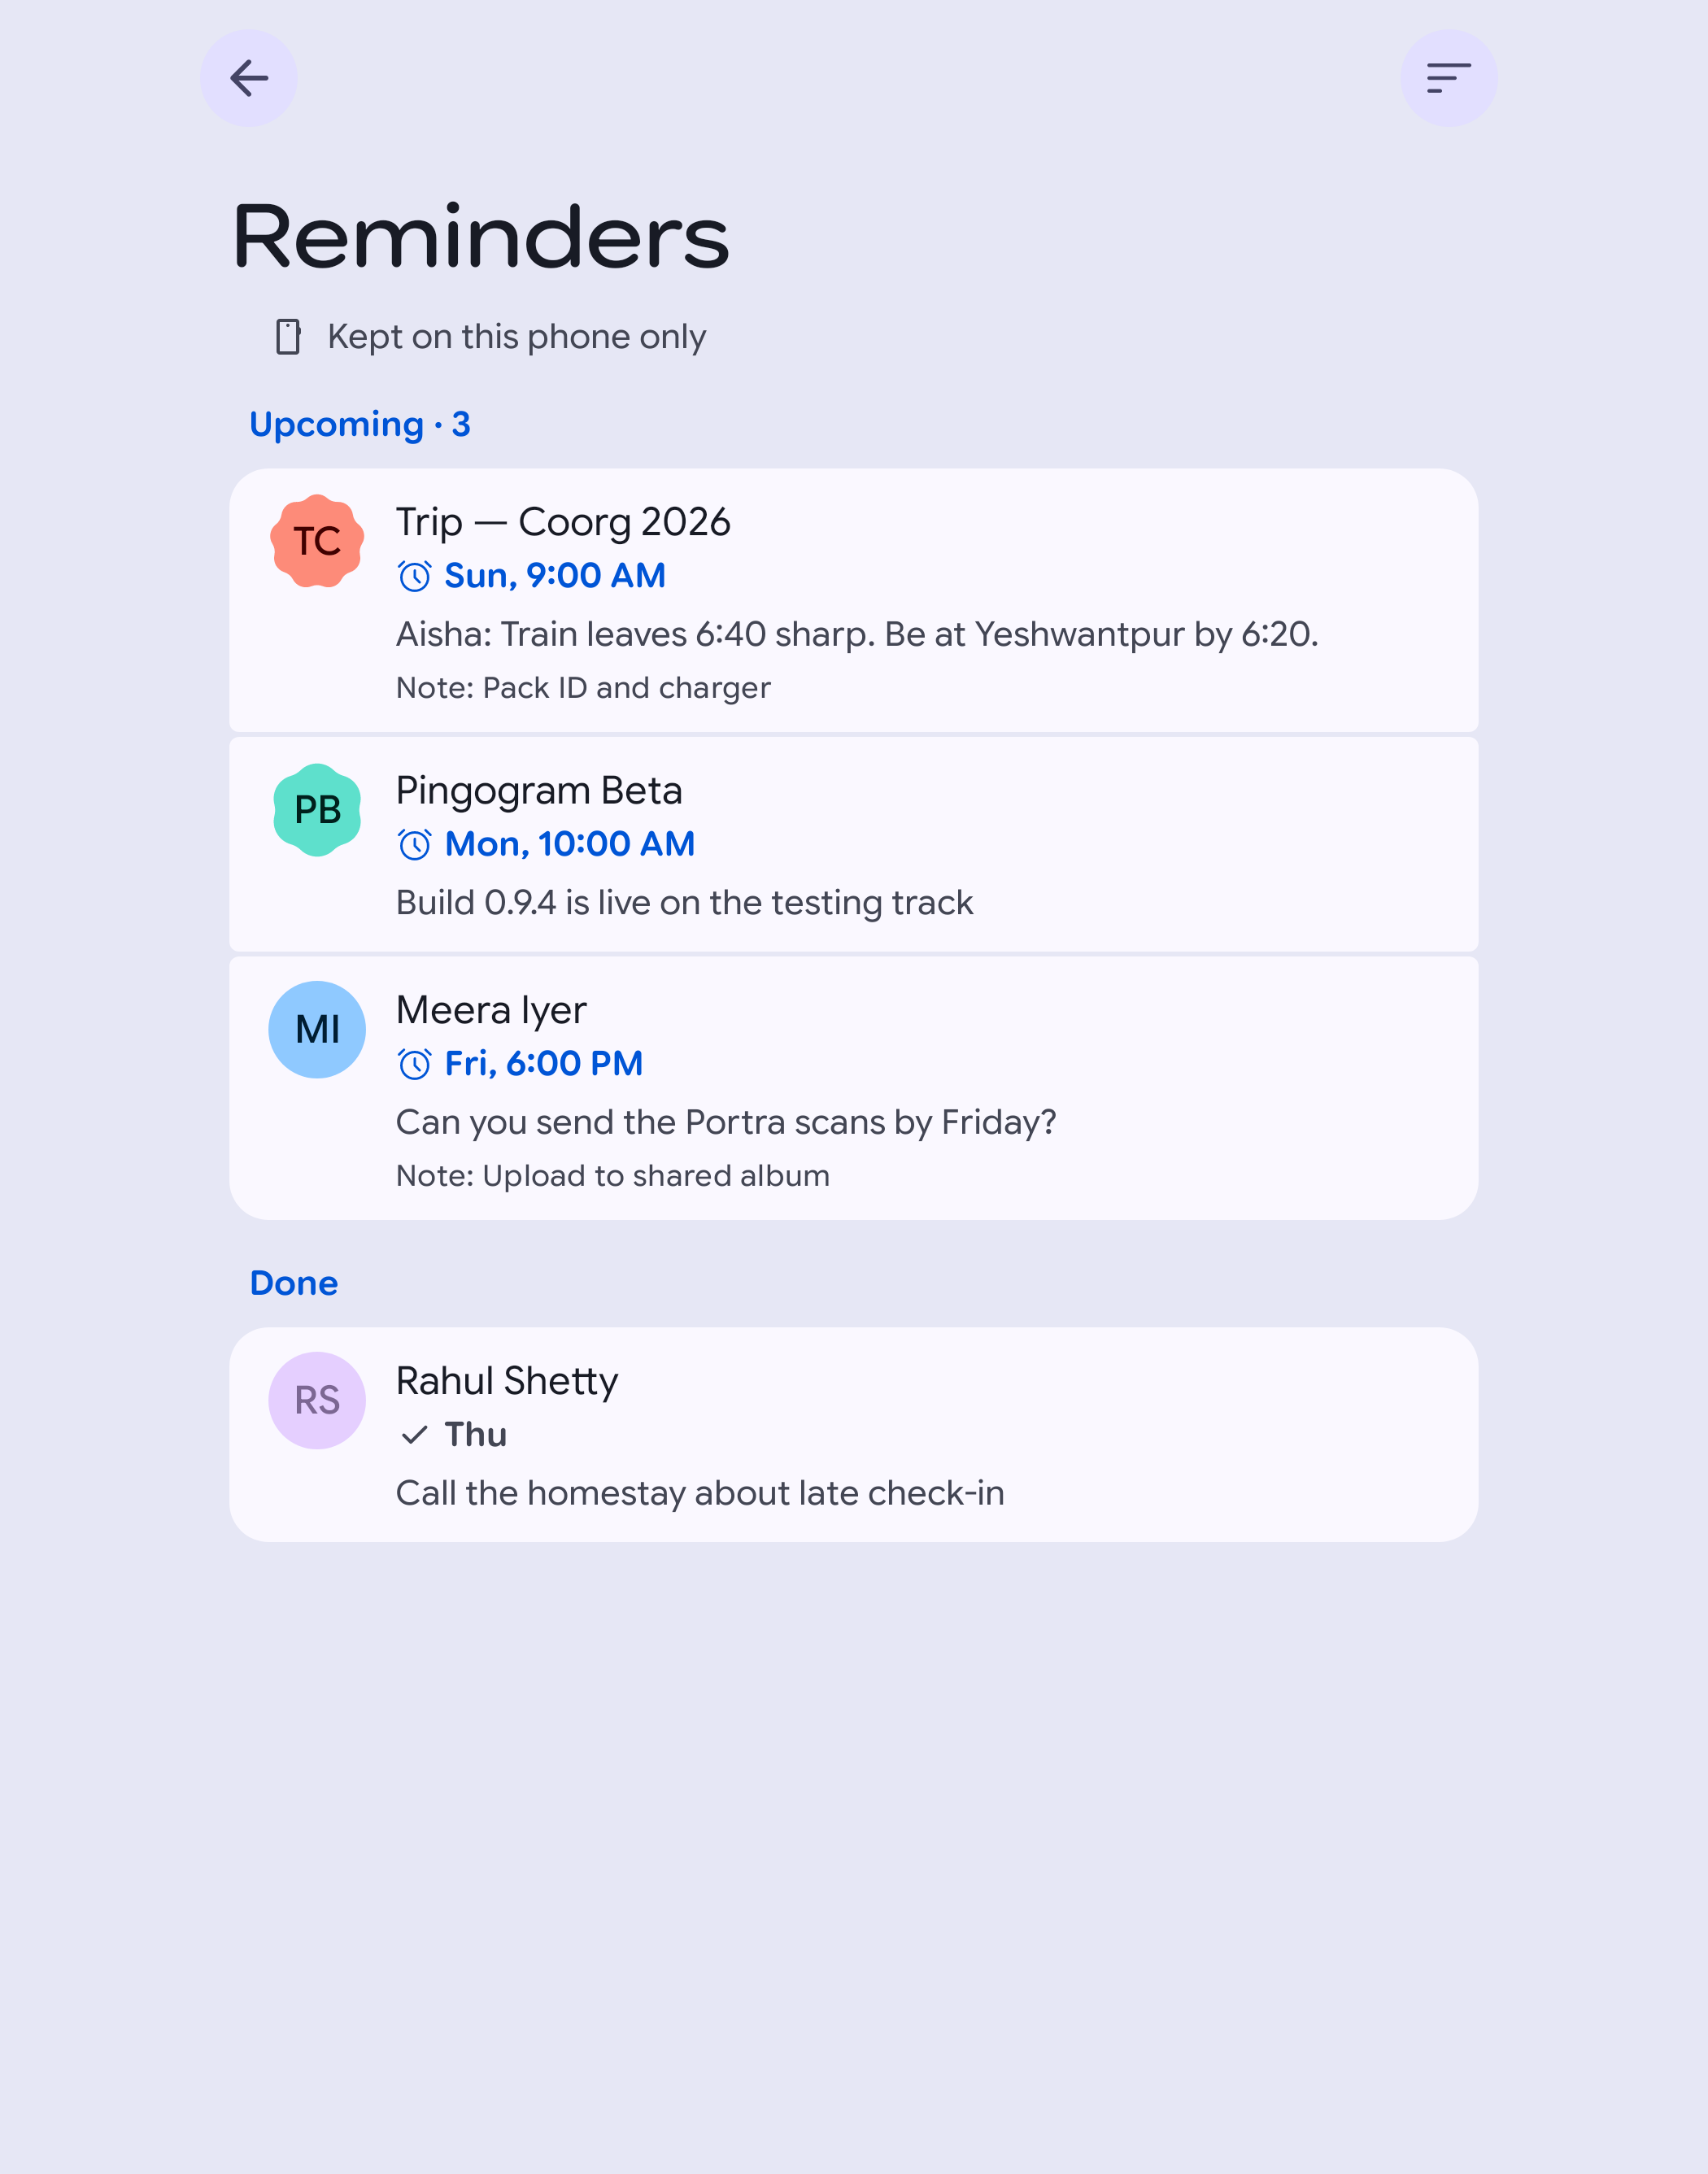 Reminders
Kept on this phone only
Upcoming · 3
TC
Trip — Coorg 2026
Sun, 9:00 AM
Aisha: Train leaves 6:40 sharp. Be at Yeshwantpur by 6:20.
Note: Pack ID and charger
PB
Pingogram Beta
Mon, 10:00 AM
Build 0.9.4 is live on the testing track
MI
Meera Iyer
Fri, 6:00 PM
Can you send the Portra scans by Friday?
Note: Upload to shared album
Done
RS
Rahul Shetty
Thu
Call the homestay about late check-in